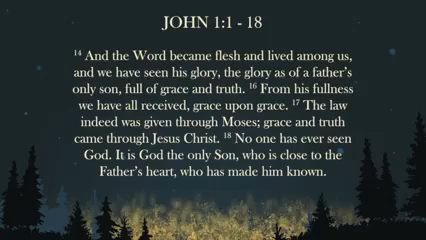 JOHN 1:1 - 18
14 And the Word became flesh and lived among us,
and we have seen his glory, the glory as of a father's
only son, full of grace and truth. 16 From his fullness
we have all received, grace upon grace. 17 The law
indeed was given through Moses; grace and truth
came through Jesus Christ. 18 No one has ever seen
God. It is God the only Son, who is close to the
Father's heart, who has made him known.